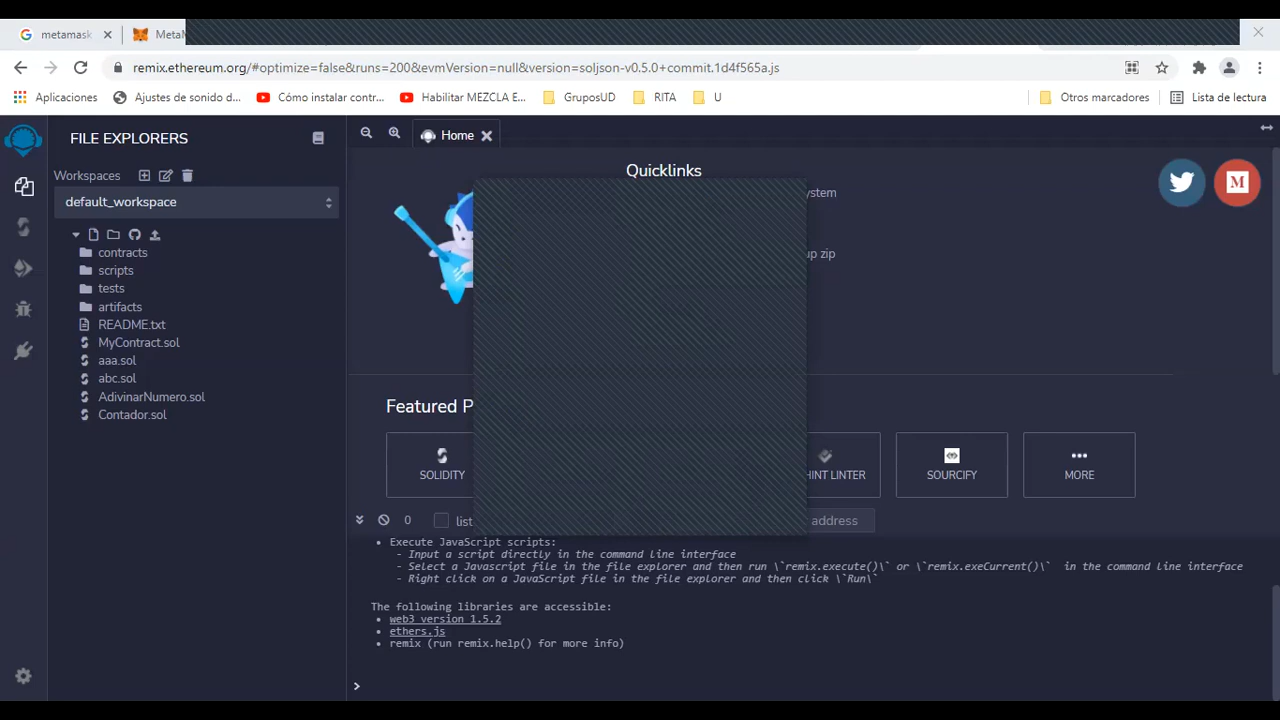 metamask
Meta
remix.ethereum.org/#optimize=false&runs=200&evmVersion=null&version=soljson-v0.5.0+commit.1d4f565a.js
Aplicaciones
Ajustes de sonido d...
Cómo instalar contr...
Habilitar MEZCLA E...
GruposUD
RITA
U
Otros marcadores
Lista de lectura
FILE EXPLORERS
Home
Workspaces
default_workspace
contracts
scripts
tests
artifacts
README.txt
MyContract.sol
aaa.sol
abc.sol
AdivinarNumero.sol
Contador.sol
Quicklinks
ystem
up zip
M
Featured P
SOLIDITY
HINT LINTER
SOURCIFY
MORE
0
list
address
• Execute JavaScript scripts:
- Input a script directly in the command line interface
- Select a Javascript file in the file explorer and then run \`remix.execute()\` or \`remix.exeCurrent()\` in the command line interface
- Right click on a JavaScript file in the file explorer and then click \`Run\`
The following libraries are accessible:
• web3 version 1.5.2
• ethers.js
• remix (run remix.help() for more info)
>